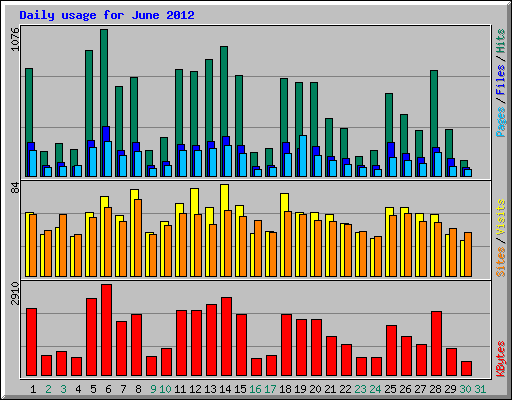 Daily usage for June 2012
1076
Pages / Files / Hits
84
Sites / Visits
2910
KBytes
1 2 3 4 5 6 7 8 9 10 11 12 13 14 15 16 17 18 19 20 21 22 23 24 25 26 27 28 29 30 31